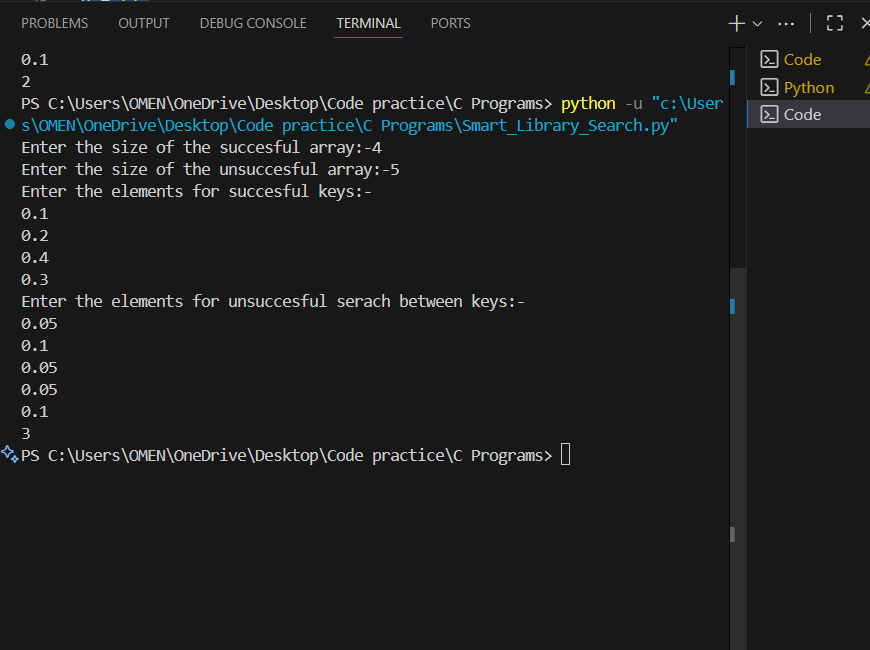 PROBLEMS OUTPUT DEBUG CONSOLE TERMINAL PORTS
0.1
2
PS C:\Users\OMEN\OneDrive\Desktop\Code practice\C Programs> python -u "c:\User
s\OMEN\OneDrive\Desktop\Code practice\C Programs\Smart_Library_Search.py"
Enter the size of the succesful array:-4
Enter the size of the unsuccesful array:-5
Enter the elements for succesful keys:-
0.1
0.2
0.4
0.3
Enter the elements for unsuccesful serach between keys:-
0.05
0.1
0.05
0.05
0.1
3
PS C:\Users\OMEN\OneDrive\Desktop\Code practice\C Programs>
Code
Python
Code